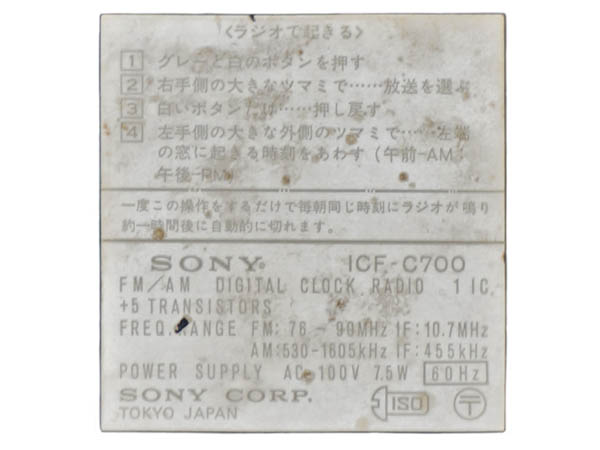 〈ラジオで起きる〉
1 グレーと白のボタンを押す
2 右手側の大きなツマミで……放送を選ぶ
3 白いボタンだけ……押し戻す
4 左手側の大きな外側のツマミで……左端
の窓に起きる時刻をあわす(午前-AM
午後-PM)
一度この操作をするだけで毎朝同じ時刻にラジオが鳴り
約一時間後に自動的に切れます。
SONY® ICF-C700
FM/AM DIGITAL CLOCK RADIO 1 IC
+5 TRANSISTORS
FREQ. RANGE FM: 76 - 90MHz IF: 10.7MHz
AM: 530-1605kHz IF: 455kHz
POWER SUPPLY AC-100V 7.5W 60Hz
SONY CORP.
TOKYO JAPAN
ISO 〒